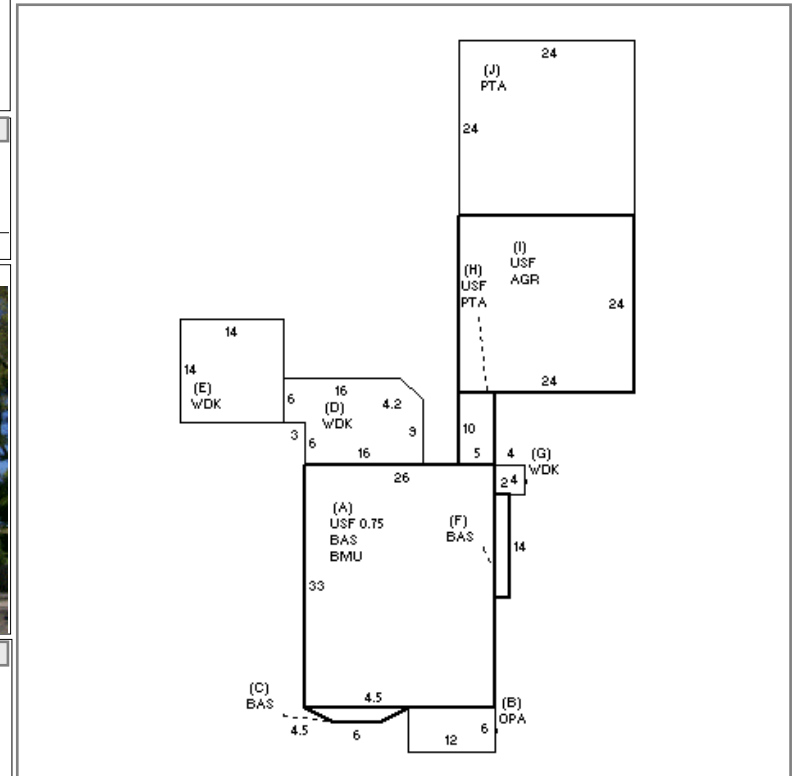 24
(J)
PTA
24
(I)
USF
AGR
(H)
USF
PTA
24
24
14
14
(E)
WDK
6
16
4.2
(D)
WDK
9
3
6
16
10
5
4
(G)
WDK
2 4
26
(A)
USF 0.75
BAS
BMU
(F)
BAS
14
33
4.5
(C)
BAS
4.5
6
(B)
OPA
6
12